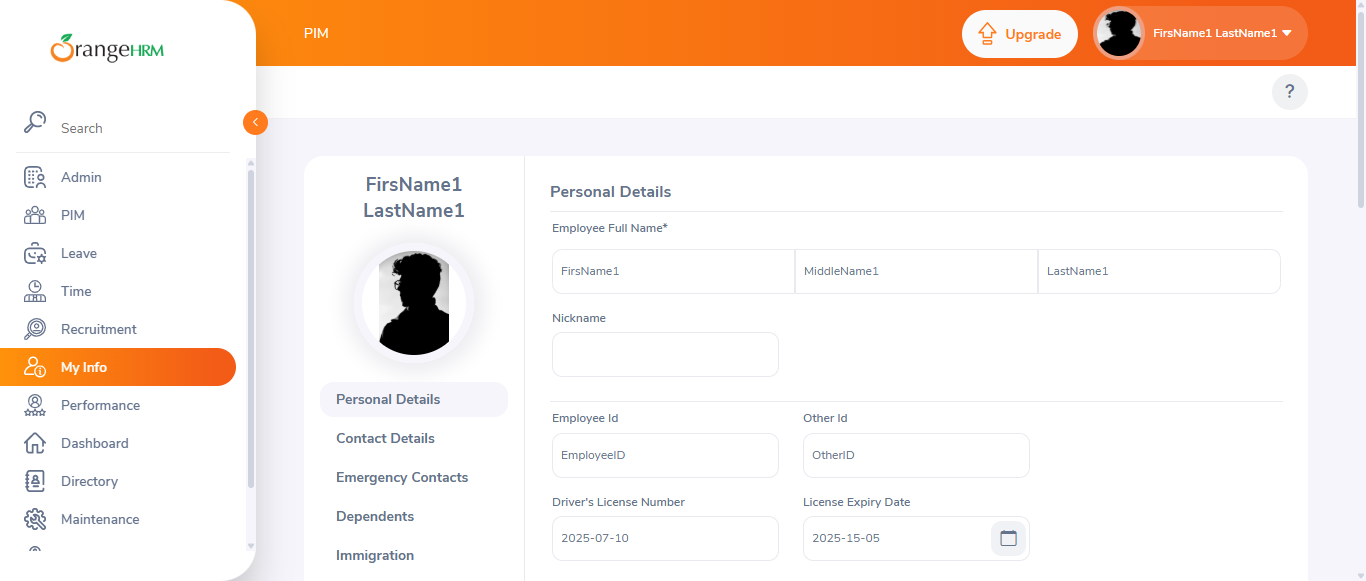 OrangeHRM
Search
Admin
PIM
Leave
Time
Recruitment
My Info
Performance
Dashboard
Directory
Maintenance
PIM
Upgrade
FirsName1 LastName1
?
FirsName1
LastName1
Personal Details
Contact Details
Emergency Contacts
Dependents
Immigration
Personal Details
Employee Full Name*
FirsName1 MiddleName1 LastName1
Nickname
Employee Id Other Id
EmployeeID OtherID
Driver's License Number License Expiry Date
2025-07-10 2025-15-05